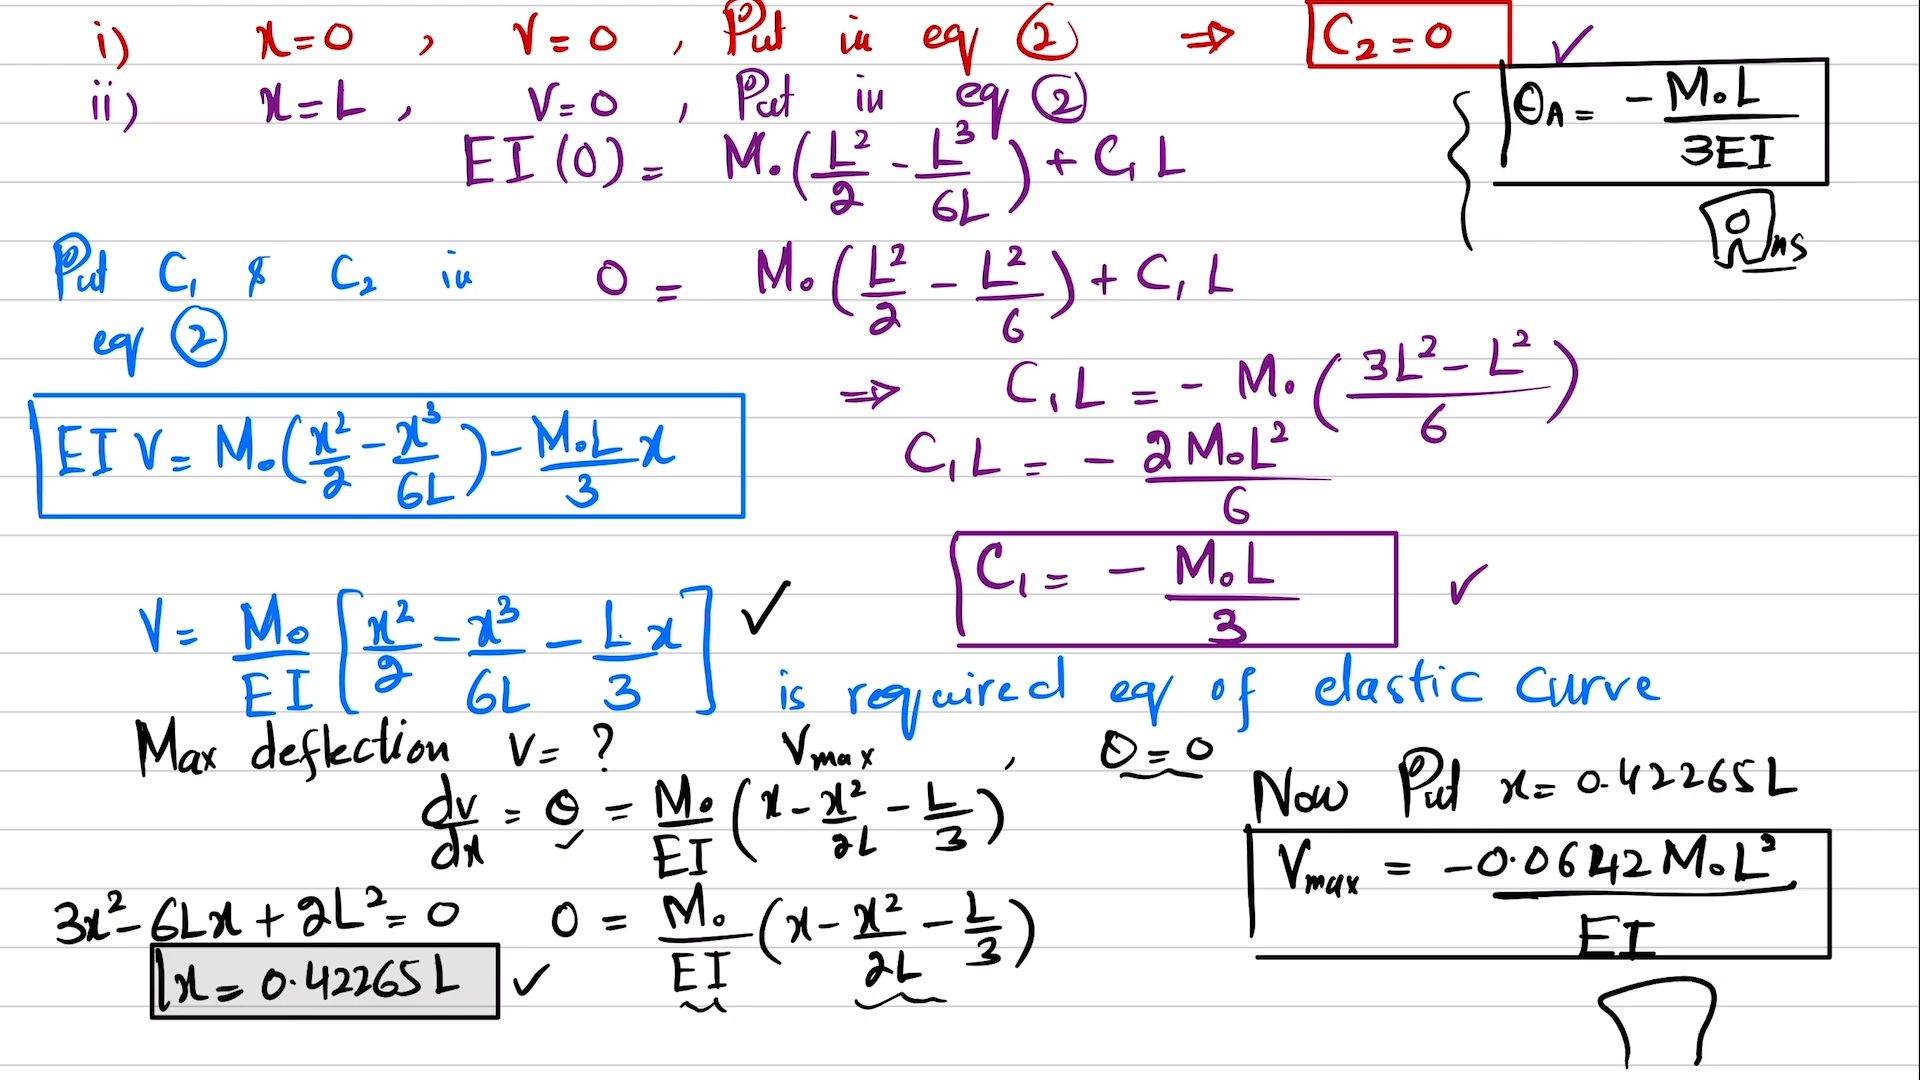 i) x=0 , V=0 , Put in eq ② ⇒ C₂=0 ✓
ii) x=L , V=0 , Put in eq ②
θA = -M₀L/3EI
Ans
EI(0) = M₀(L²/2 - L³/6L) + C₁L
Put C₁ & C₂ in
eq ②
0 = M₀(L²/2 - L²/6) + C₁L
⇒ C₁L = - M₀((3L² - L²)/6)
EI V = M₀(x²/2 - x³/6L) - M₀L/3 x
C₁L = - 2M₀L²/6
C₁ = - M₀L/3 ✓
V = M₀/EI [x²/2 - x³/6L - L/3 x] ✓
is required eq of elastic curve
Max deflection V= ? Vmax , θ=0
dv/dx = θ = M₀/EI (x - x²/2L - L/3)
3x² - 6Lx + 2L² = 0
0 = M₀/EI (x - x²/2L - L/3)
x = 0.42265L ✓
Now Put x= 0.42265L
Vmax = -0.0642M₀L²/EI